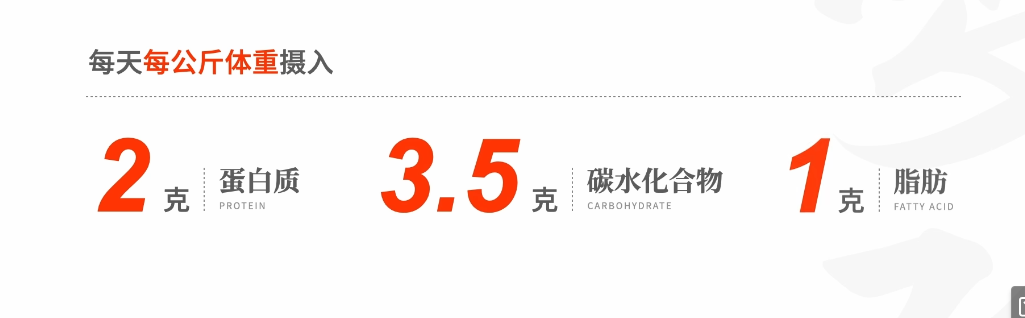 每天每公斤体重摄入
2克 蛋白质 PROTEIN
3.5克 碳水化合物 CARBOHYDRATE
1克 脂肪 FATTY ACID